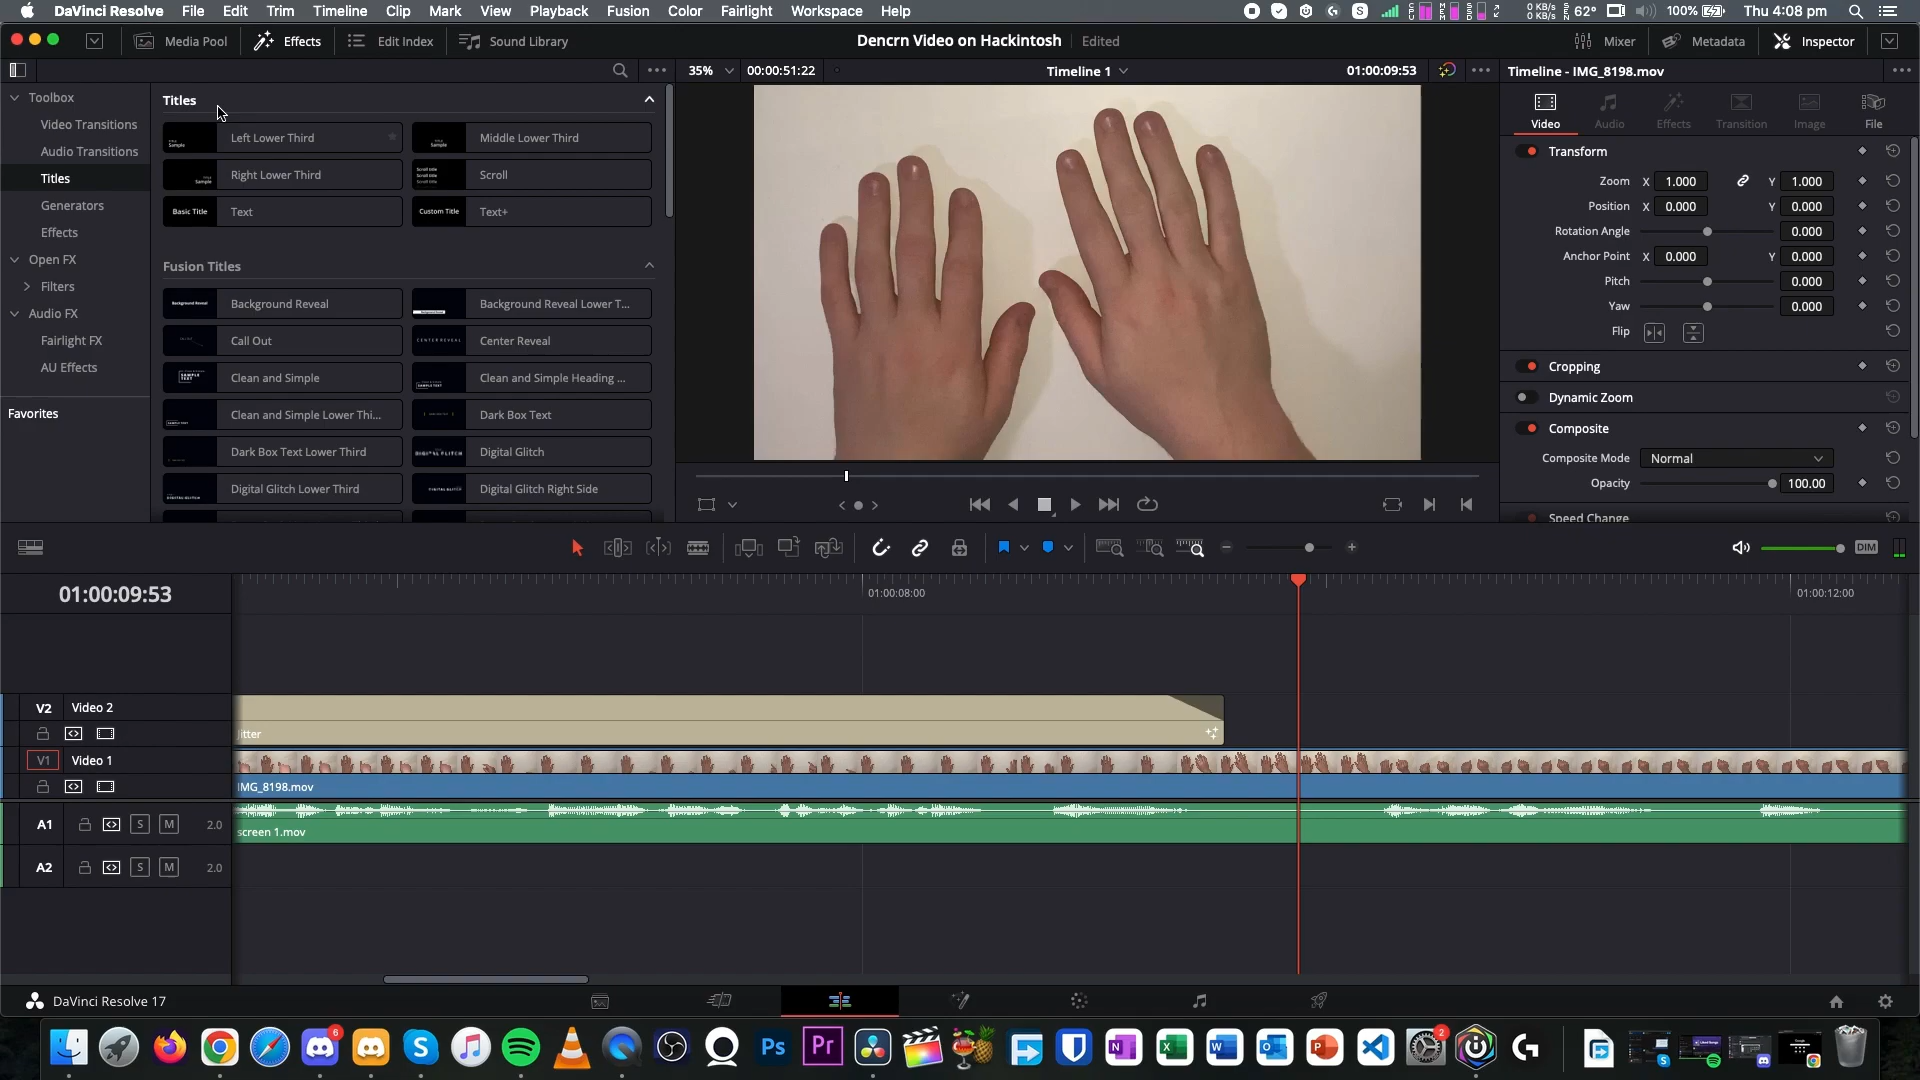 DaVinci Resolve File Edit Trim Timeline Clip Mark View Playback Fusion Color Fairlight Workspace Help 0 KB/s 0 KB/s 62° 100% Thu 4:08 pm
Media Pool Effects Edit Index Sound Library Dencrn Video on Hackintosh Edited Mixer Metadata Inspector
35% 00:00:51:22 Timeline 1 01:00:09:53 Timeline - IMG_8198.mov
Toolbox
Video Transitions
Audio Transitions
Titles
Generators
Effects
Open FX
Filters
Audio FX
Fairlight FX
AU Effects
Favorites
Titles
Left Lower Third Middle Lower Third
Right Lower Third Scroll
Basic Title Text Custom Title Text+
Fusion Titles
Background Reveal Background Reveal Lower T...
Call Out Center Reveal
Clean and Simple Clean and Simple Heading ...
Clean and Simple Lower Thi... Dark Box Text
Dark Box Text Lower Third Digital Glitch
Digital Glitch Lower Third Digital Glitch Right Side
Video Audio Effects Transition Image File
Transform
Zoom X 1.000 Y 1.000
Position X 0.000 Y 0.000
Rotation Angle 0.000
Anchor Point X 0.000 Y 0.000
Pitch 0.000
Yaw 0.000
Flip
Cropping
Dynamic Zoom
Composite
Composite Mode Normal
Opacity 100.00
Speed Change
DIM
01:00:09:53
01:00:08:00 01:00:12:00
V2 Video 2
itter
V1 Video 1
IMG_8198.mov
A1 S M 2.0
screen 1.mov
A2 S M 2.0
DaVinci Resolve 17
6
Ps Pr
2